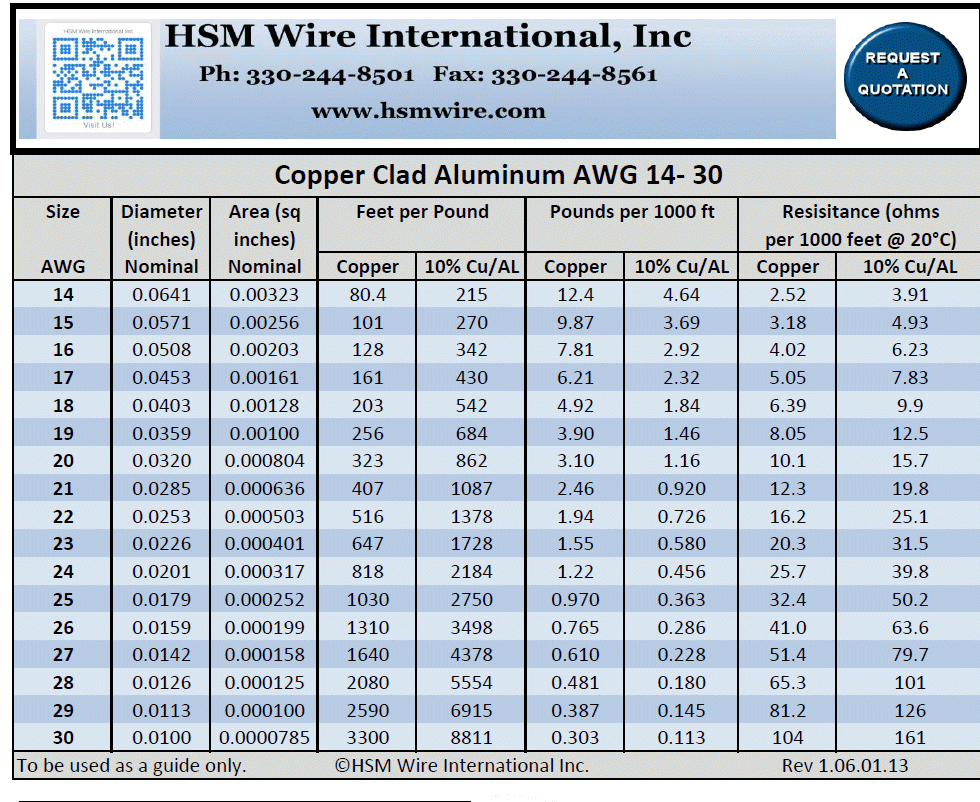 HSM Wire International Inc
Visit Us!
HSM Wire International, Inc
Ph: 330-244-8501 Fax: 330-244-8561
www.hsmwire.com
REQUEST
A
QUOTATION
Copper Clad Aluminum AWG 14- 30
Size Diameter Area (sq Feet per Pound Pounds per 1000 ft Resisitance (ohms
(inches) inches) per 1000 feet @ 20°C)
AWG Nominal Nominal Copper 10% Cu/AL Copper 10% Cu/AL Copper 10% Cu/AL
14 0.0641 0.00323 80.4 215 12.4 4.64 2.52 3.91
15 0.0571 0.00256 101 270 9.87 3.69 3.18 4.93
16 0.0508 0.00203 128 342 7.81 2.92 4.02 6.23
17 0.0453 0.00161 161 430 6.21 2.32 5.05 7.83
18 0.0403 0.00128 203 542 4.92 1.84 6.39 9.9
19 0.0359 0.00100 256 684 3.90 1.46 8.05 12.5
20 0.0320 0.000804 323 862 3.10 1.16 10.1 15.7
21 0.0285 0.000636 407 1087 2.46 0.920 12.3 19.8
22 0.0253 0.000503 516 1378 1.94 0.726 16.2 25.1
23 0.0226 0.000401 647 1728 1.55 0.580 20.3 31.5
24 0.0201 0.000317 818 2184 1.22 0.456 25.7 39.8
25 0.0179 0.000252 1030 2750 0.970 0.363 32.4 50.2
26 0.0159 0.000199 1310 3498 0.765 0.286 41.0 63.6
27 0.0142 0.000158 1640 4378 0.610 0.228 51.4 79.7
28 0.0126 0.000125 2080 5554 0.481 0.180 65.3 101
29 0.0113 0.000100 2590 6915 0.387 0.145 81.2 126
30 0.0100 0.0000785 3300 8811 0.303 0.113 104 161
To be used as a guide only. ©HSM Wire International Inc. Rev 1.06.01.13